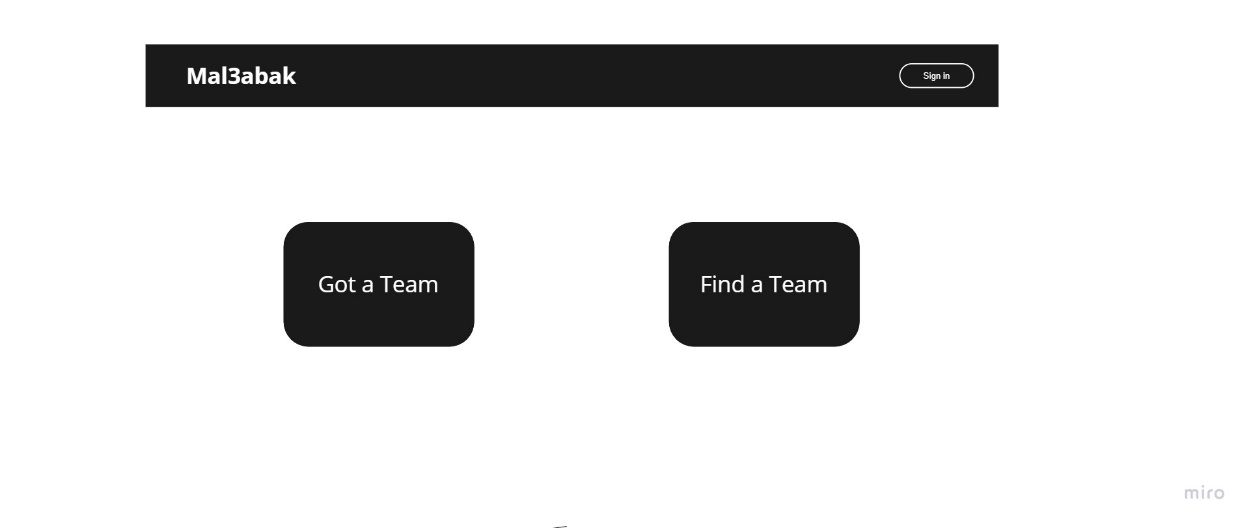 Mal3abak
Sign in
Got a Team
Find a Team
miro